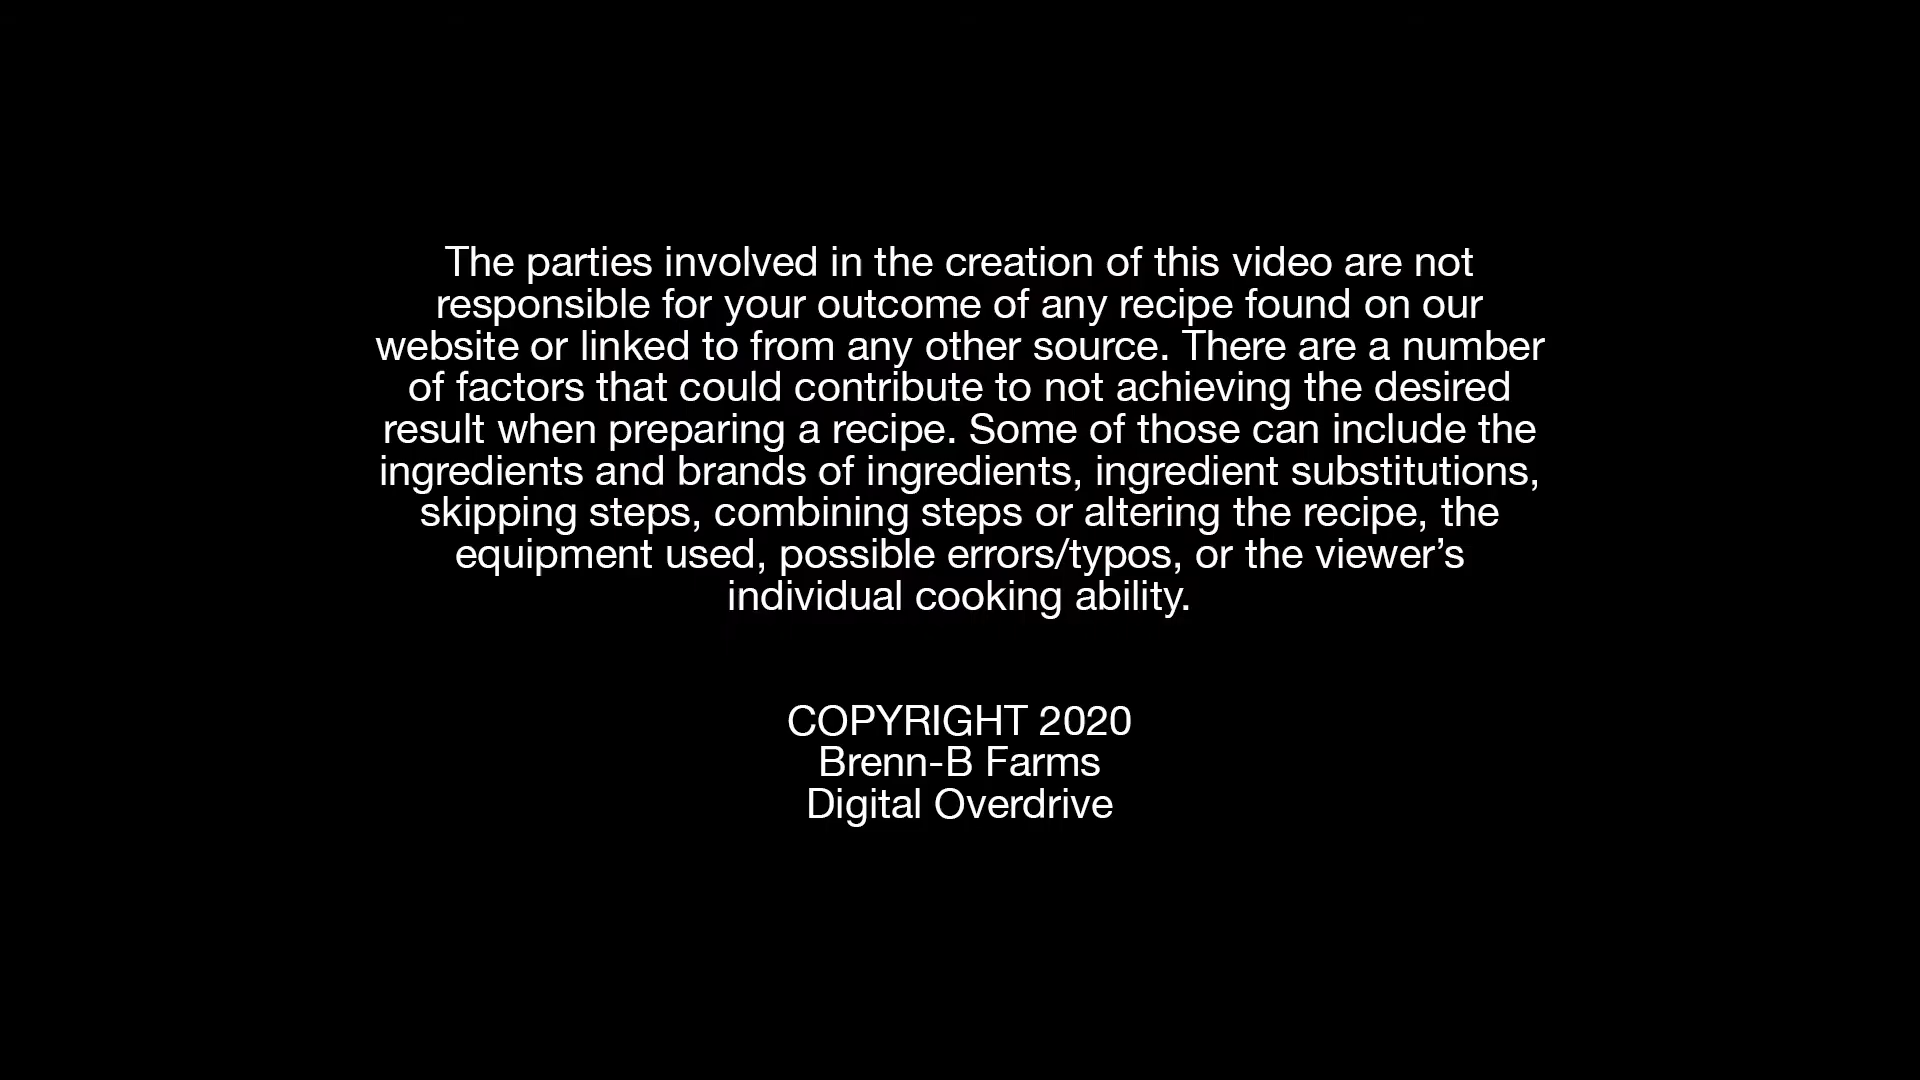 The parties involved in the creation of this video are not
responsible for your outcome of any recipe found on our
website or linked to from any other source. There are a number
of factors that could contribute to not achieving the desired
result when preparing a recipe. Some of those can include the
ingredients and brands of ingredients, ingredient substitutions,
skipping steps, combining steps or altering the recipe, the
equipment used, possible errors/typos, or the viewer’s
individual cooking ability.
COPYRIGHT 2020
Brenn-B Farms
Digital Overdrive